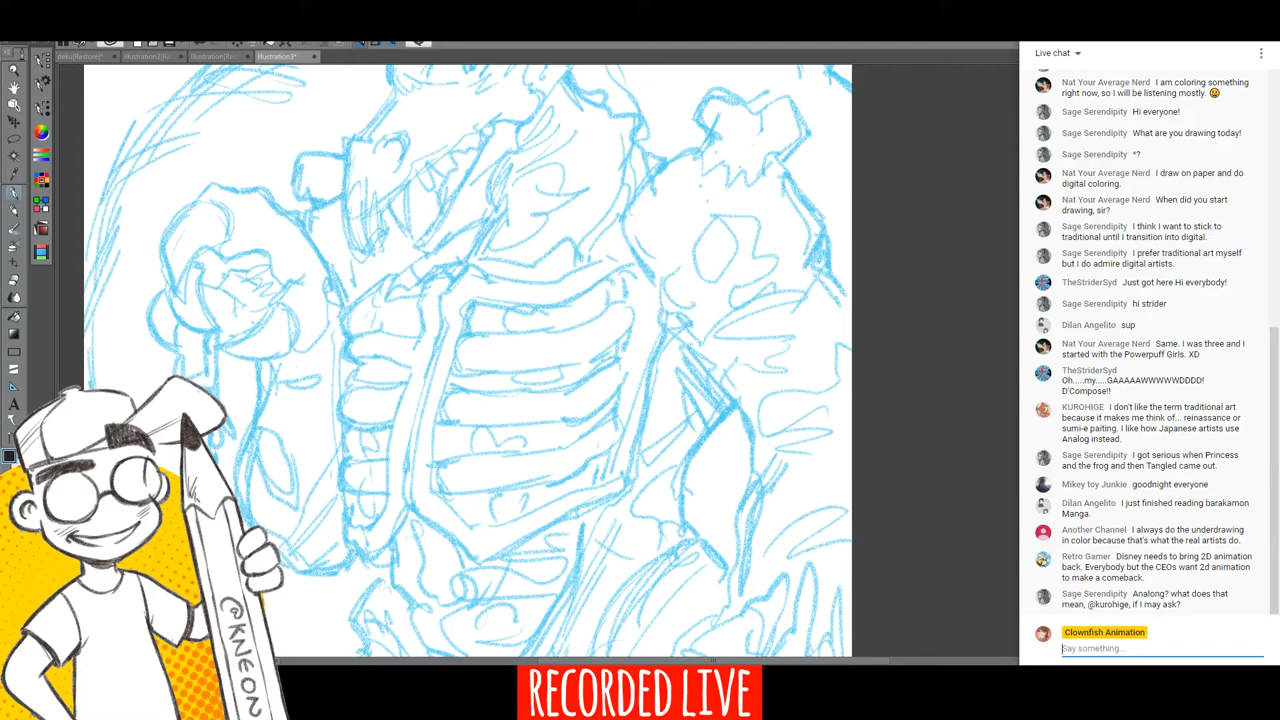 deku[Restore]*
Illustration2[Re
Illustration[Rec
Illustration3*
Live chat
Nat Your Average Nerd I am coloring something
right now, so I will be listening mostly.
Sage Serendipity Hi everyone!
Sage Serendipity What are you drawing today!
Sage Serendipity *?
Nat Your Average Nerd I draw on paper and do
digital coloring.
Nat Your Average Nerd When did you start
drawing, sir?
Sage Serendipity I think I want to stick to
traditional until I transition into digital.
Sage Serendipity I prefer traditional art myself
but I do admire digital artists.
TheStriderSyd Just got here Hi everybody!
Sage Serendipity hi strider
Dilan Angelito sup
Nat Your Average Nerd Same. I was three and I
started with the Powerpuff Girls. XD
TheStriderSyd
Oh.....my.....GAAAAAWWWWWDDDD!
D'Compose!!
KUROHIGE I don't like the term traditional art
because it makes me think of... reinassance or
sumi-e paiting. I like how Japanese artists use
Analog instead.
Sage Serendipity I got serious when Princess
and the frog and then Tangled came out.
Mikey toy Junkie goodnight everyone
Dilan Angelito I just finished reading barakamon
Manga.
Another Channel I always do the underdrawing
in color because that's what the real artists do.
Retro Gamer Disney needs to bring 2D animation
back. Everybody but the CEOs want 2d animation
to make a comeback.
Sage Serendipity Analong? what does that
mean, @kurohige, if I may ask?
Clownfish Animation
Say something...
@KNEON
RECORDED LIVE